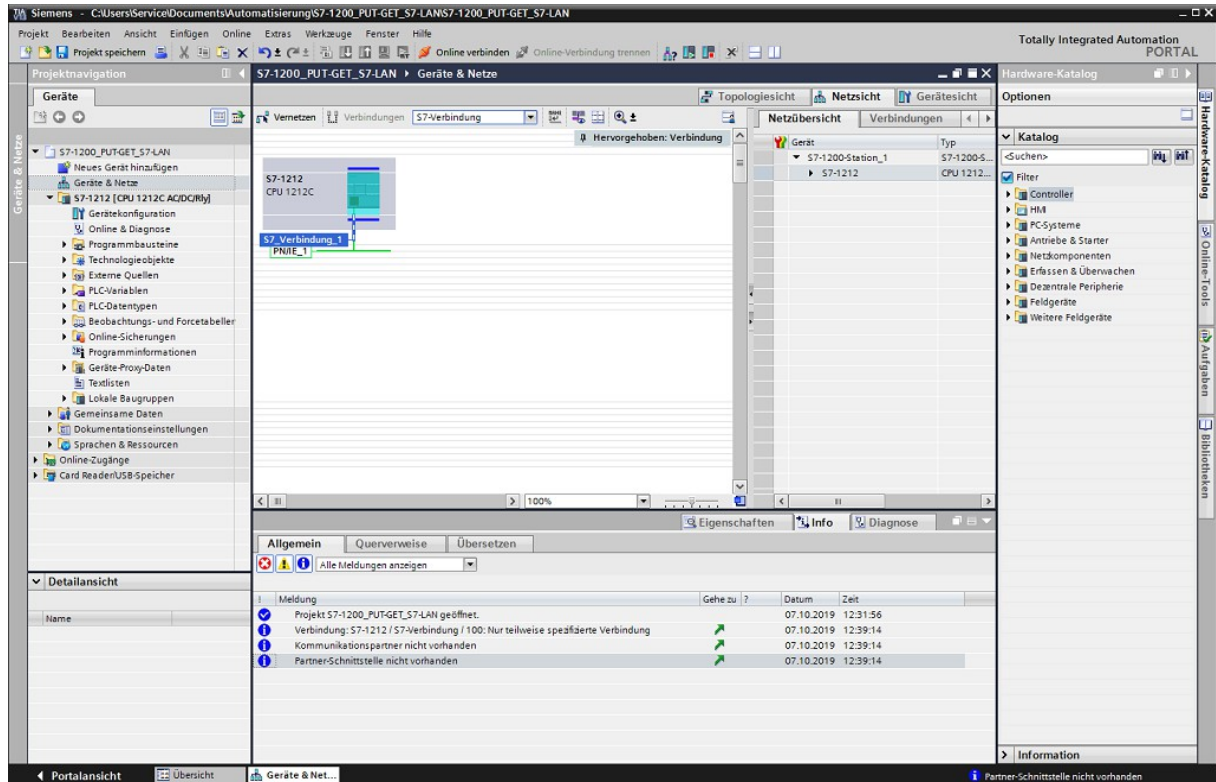 Siemens - C:\Users\Service\Documents\Automatisierung\S7-1200_PUT-GET_S7-LAN\S7-1200_PUT-GET_S7-LAN
Projekt Bearbeiten Ansicht Einfügen Online Extras Werkzeuge Fenster Hilfe
Totally Integrated Automation
PORTAL
Projekt speichern
Online verbinden
Online-Verbindung trennen
Projektnavigation
S7-1200_PUT-GET_S7-LAN
Geräte & Netze
Hardware-Katalog
Geräte
Topologiesicht
Netzsicht
Gerätesicht
Optionen
Vernetzen
Verbindungen
S7-Verbindung
Netzübersicht
Verbindungen
Hervorgehoben: Verbindung
Geräte & Netze
S7-1200_PUT-GET_S7-LAN
Neues Gerät hinzufügen
Geräte & Netze
S7-1212 [CPU 1212C AC/DC/Rly]
Gerätekonfiguration
Online & Diagnose
Programmbausteine
Technologieobjekte
Externe Quellen
PLC-Variablen
PLC-Datentypen
Beobachtungs- und Forcetabeller
Online-Sicherungen
Programminformationen
Geräte-Proxy-Daten
Textlisten
Lokale Baugruppen
Gemeinsame Daten
Dokumentationseinstellungen
Sprachen & Ressourcen
Online-Zugänge
Card Reader/USB-Speicher
S7-1212
CPU 1212C
S7_Verbindung_1
PN/IE_1
100%
Gerät Typ
S7-1200-Station_1 S7-1200-S...
S7-1212 CPU 1212...
Katalog
<Suchen>
Filter
Controller
HMI
PC-Systeme
Antriebe & Starter
Netzkomponenten
Erfassen & Überwachen
Dezentrale Peripherie
Feldgeräte
Weitere Feldgeräte
Hardware-Katalog
Online-Tools
Aufgaben
Bibliotheken
Eigenschaften
Info
Diagnose
Allgemein
Querverweise
Übersetzen
Alle Meldungen anzeigen
! Meldung Gehe zu ? Datum Zeit
Projekt S7-1200_PUT-GET_S7-LAN geöffnet. 07.10.2019 12:31:56
Verbindung: S7-1212 / S7-Verbindung / 100: Nur teilweise spezifizierte Verbindung 07.10.2019 12:39:14
Kommunikationspartner nicht vorhanden 07.10.2019 12:39:14
Partner-Schnittstelle nicht vorhanden 07.10.2019 12:39:14
Detailansicht
Name
Information
Portalansicht
Übersicht
Geräte & Net...
Partner-Schnittstelle nicht vorhanden